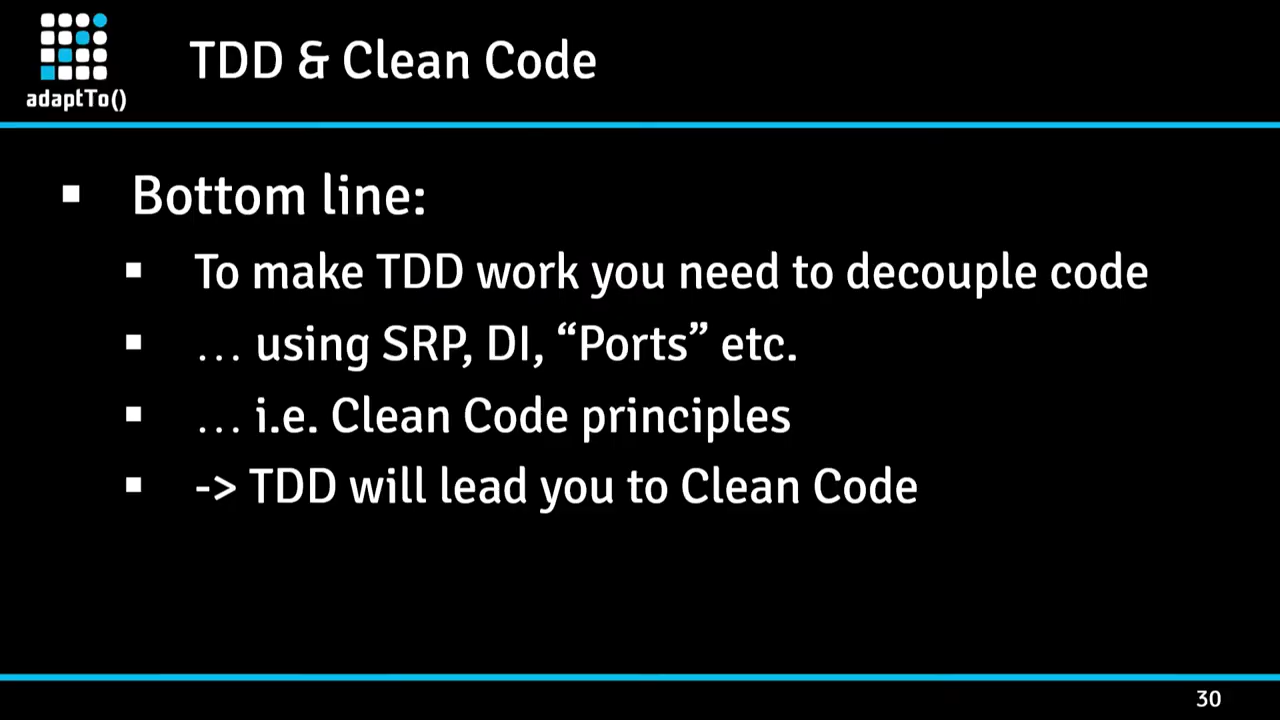 adaptTo()
TDD & Clean Code
▪ Bottom line:
▪ To make TDD work you need to decouple code
▪ … using SRP, DI, “Ports” etc.
▪ … i.e. Clean Code principles
▪ -> TDD will lead you to Clean Code
30